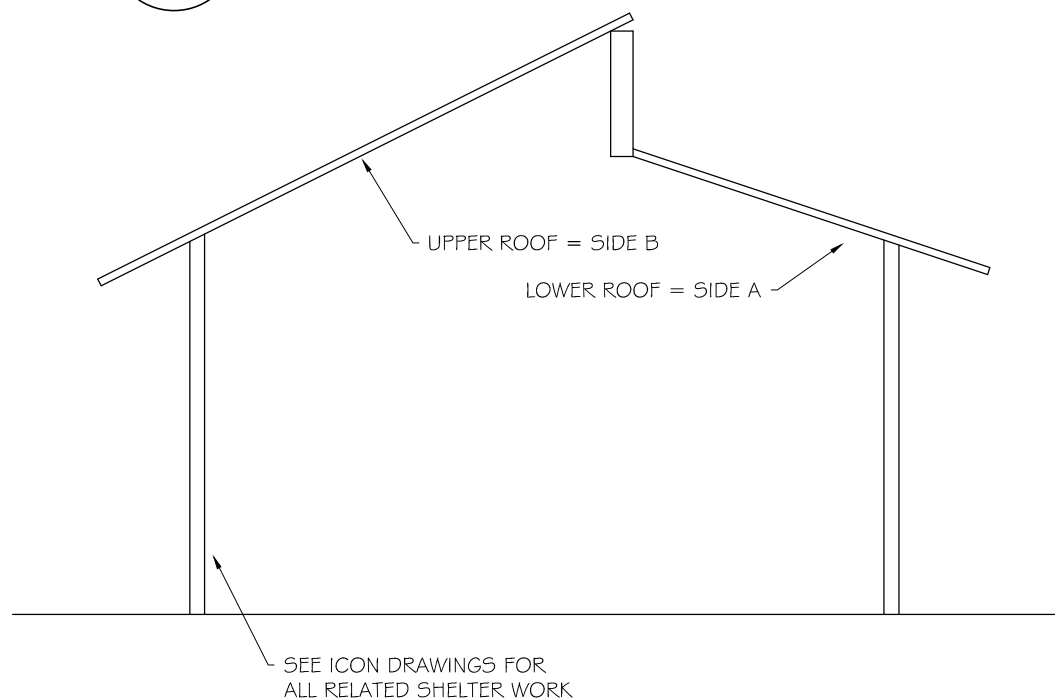 UPPER ROOF = SIDE B
LOWER ROOF = SIDE A
SEE ICON DRAWINGS FOR
ALL RELATED SHELTER WORK